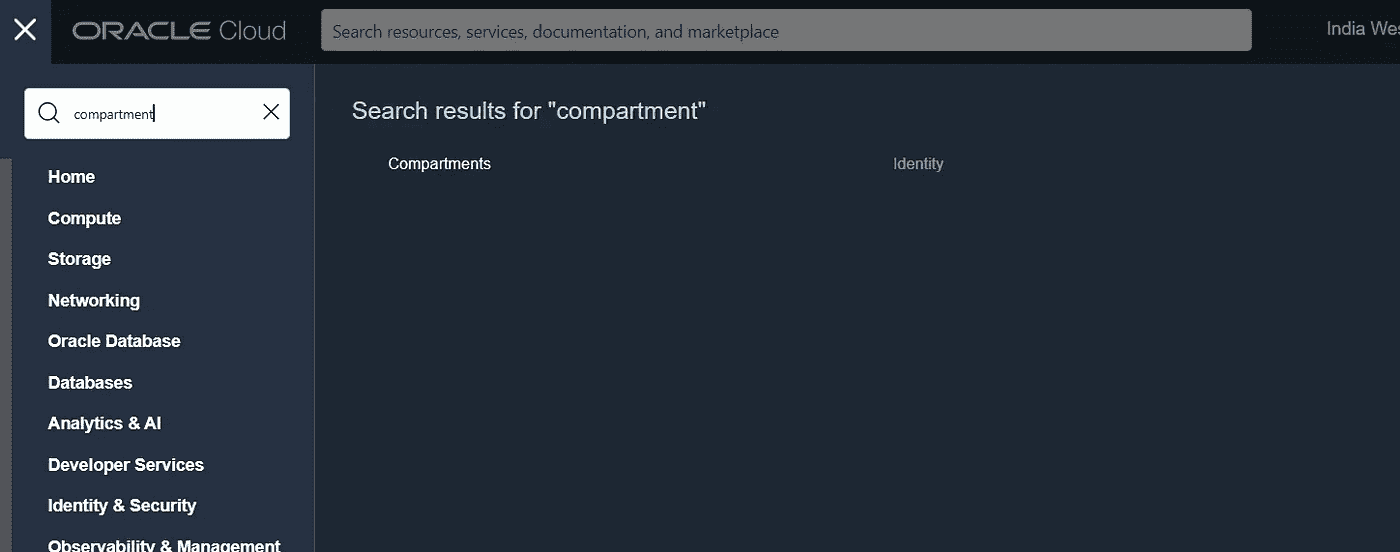 ORACLE Cloud
Search resources, services, documentation, and marketplace
India Wes
compartment
Search results for "compartment"
Compartments Identity
Home
Compute
Storage
Networking
Oracle Database
Databases
Analytics & AI
Developer Services
Identity & Security
Observability & Management